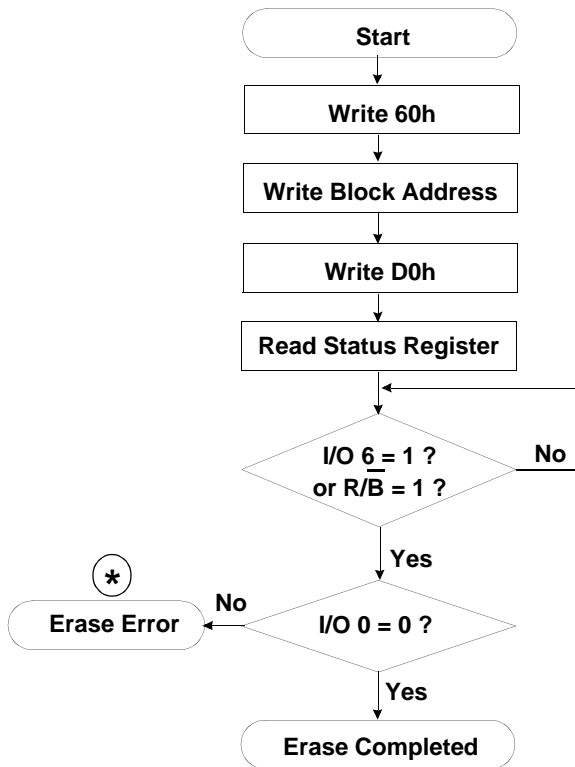 Start
Write 60h
Write Block Address
Write D0h
Read Status Register
I/O 6 = 1 ?
or R/B̅ = 1 ?
No
Yes
*
No
Erase Error
I/O 0 = 0 ?
Yes
Erase Completed